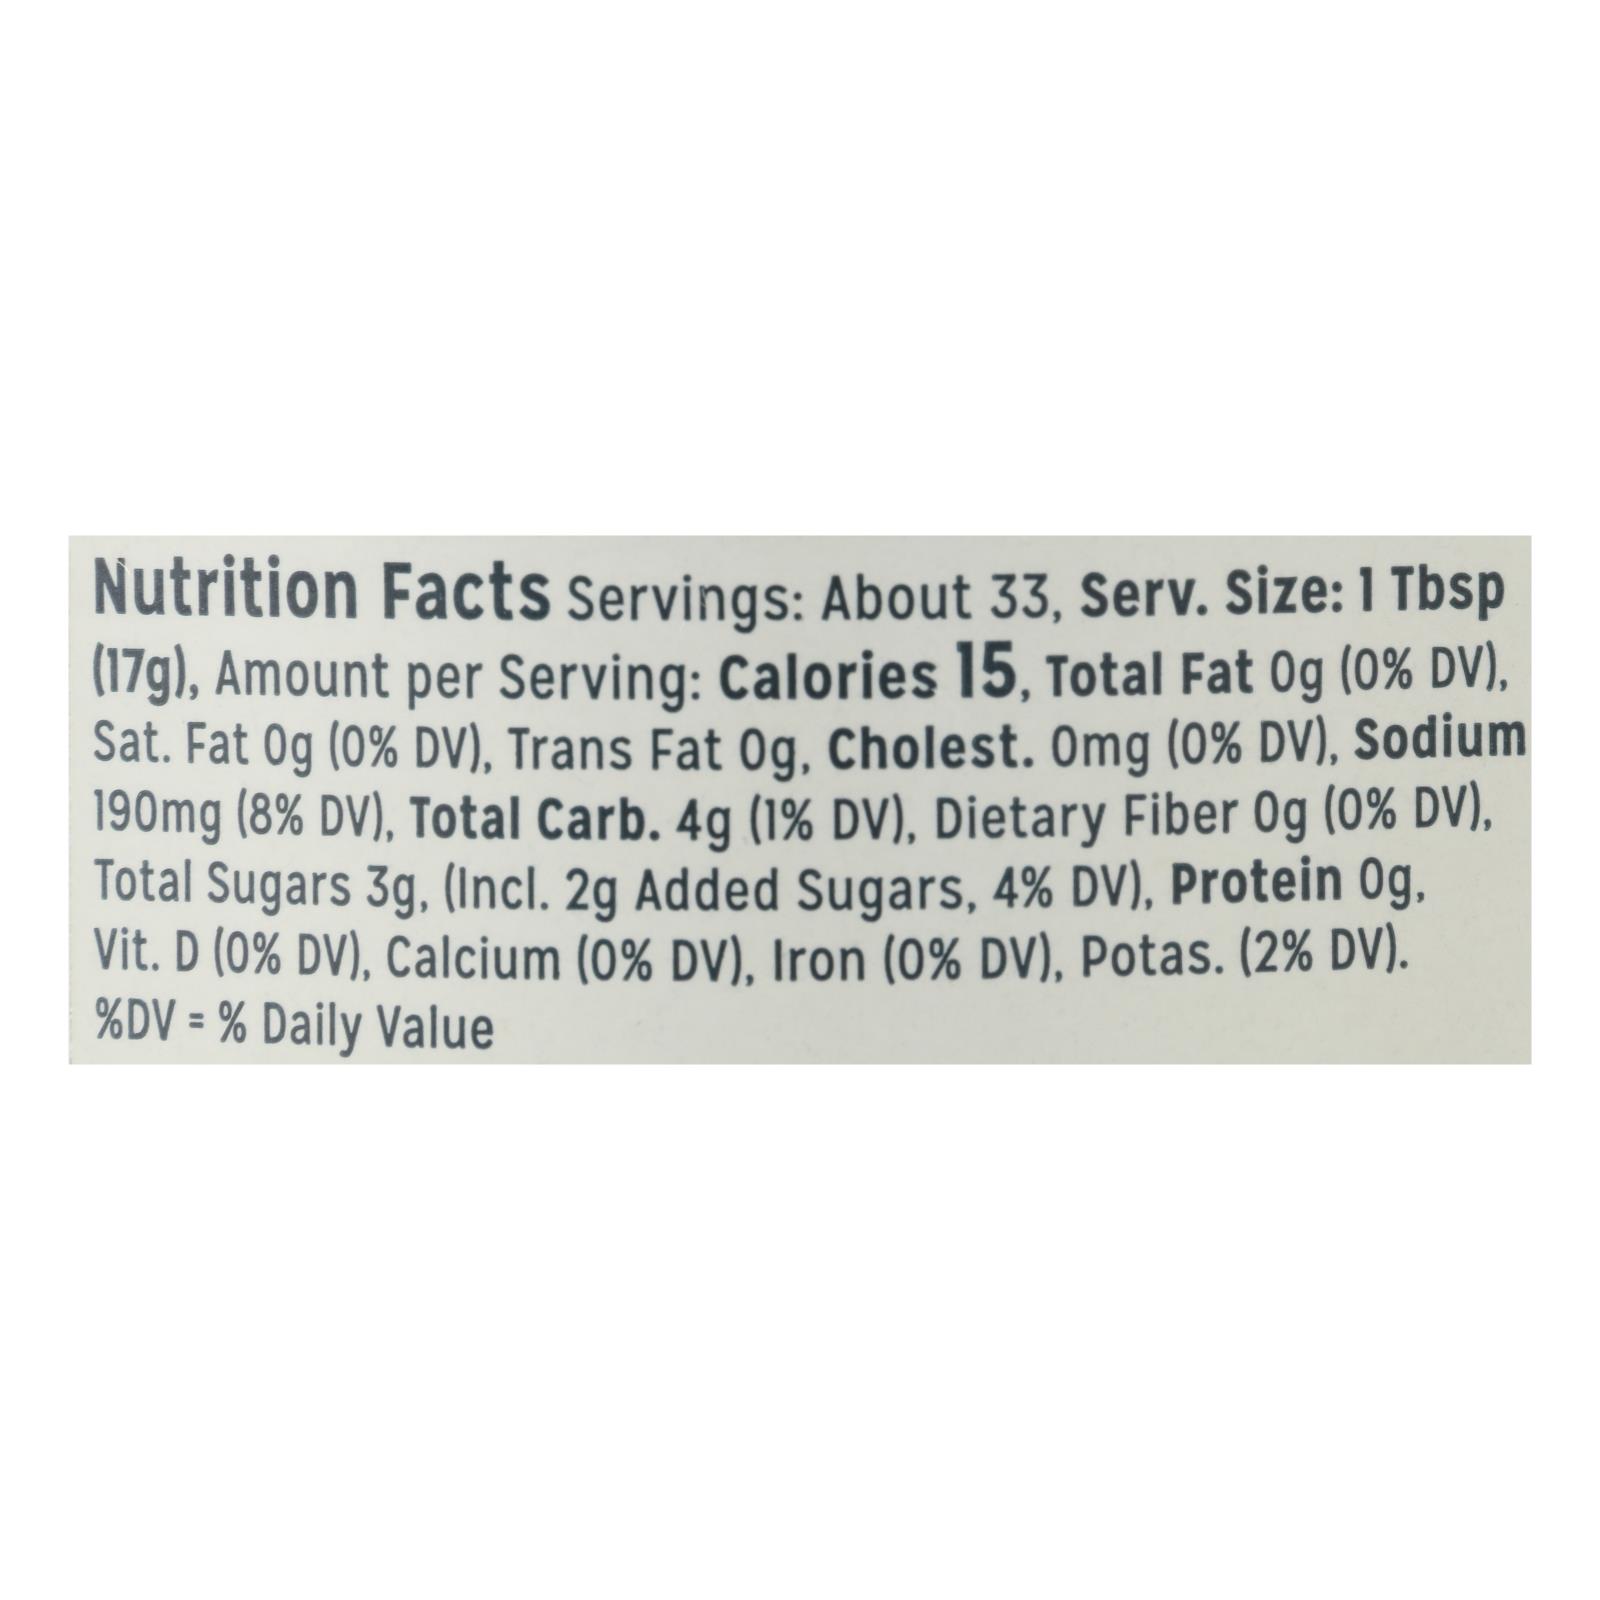 Nutrition Facts Servings: About 33, Serv. Size: 1 Tbsp
(17g), Amount per Serving: Calories 15, Total Fat 0g (0% DV),
Sat. Fat 0g (0% DV), Trans Fat 0g, Cholest. 0mg (0% DV), Sodium
190mg (8% DV), Total Carb. 4g (1% DV), Dietary Fiber 0g (0% DV),
Total Sugars 3g, (Incl. 2g Added Sugars, 4% DV), Protein 0g,
Vit. D (0% DV), Calcium (0% DV), Iron (0% DV), Potas. (2% DV).
%DV = % Daily Value